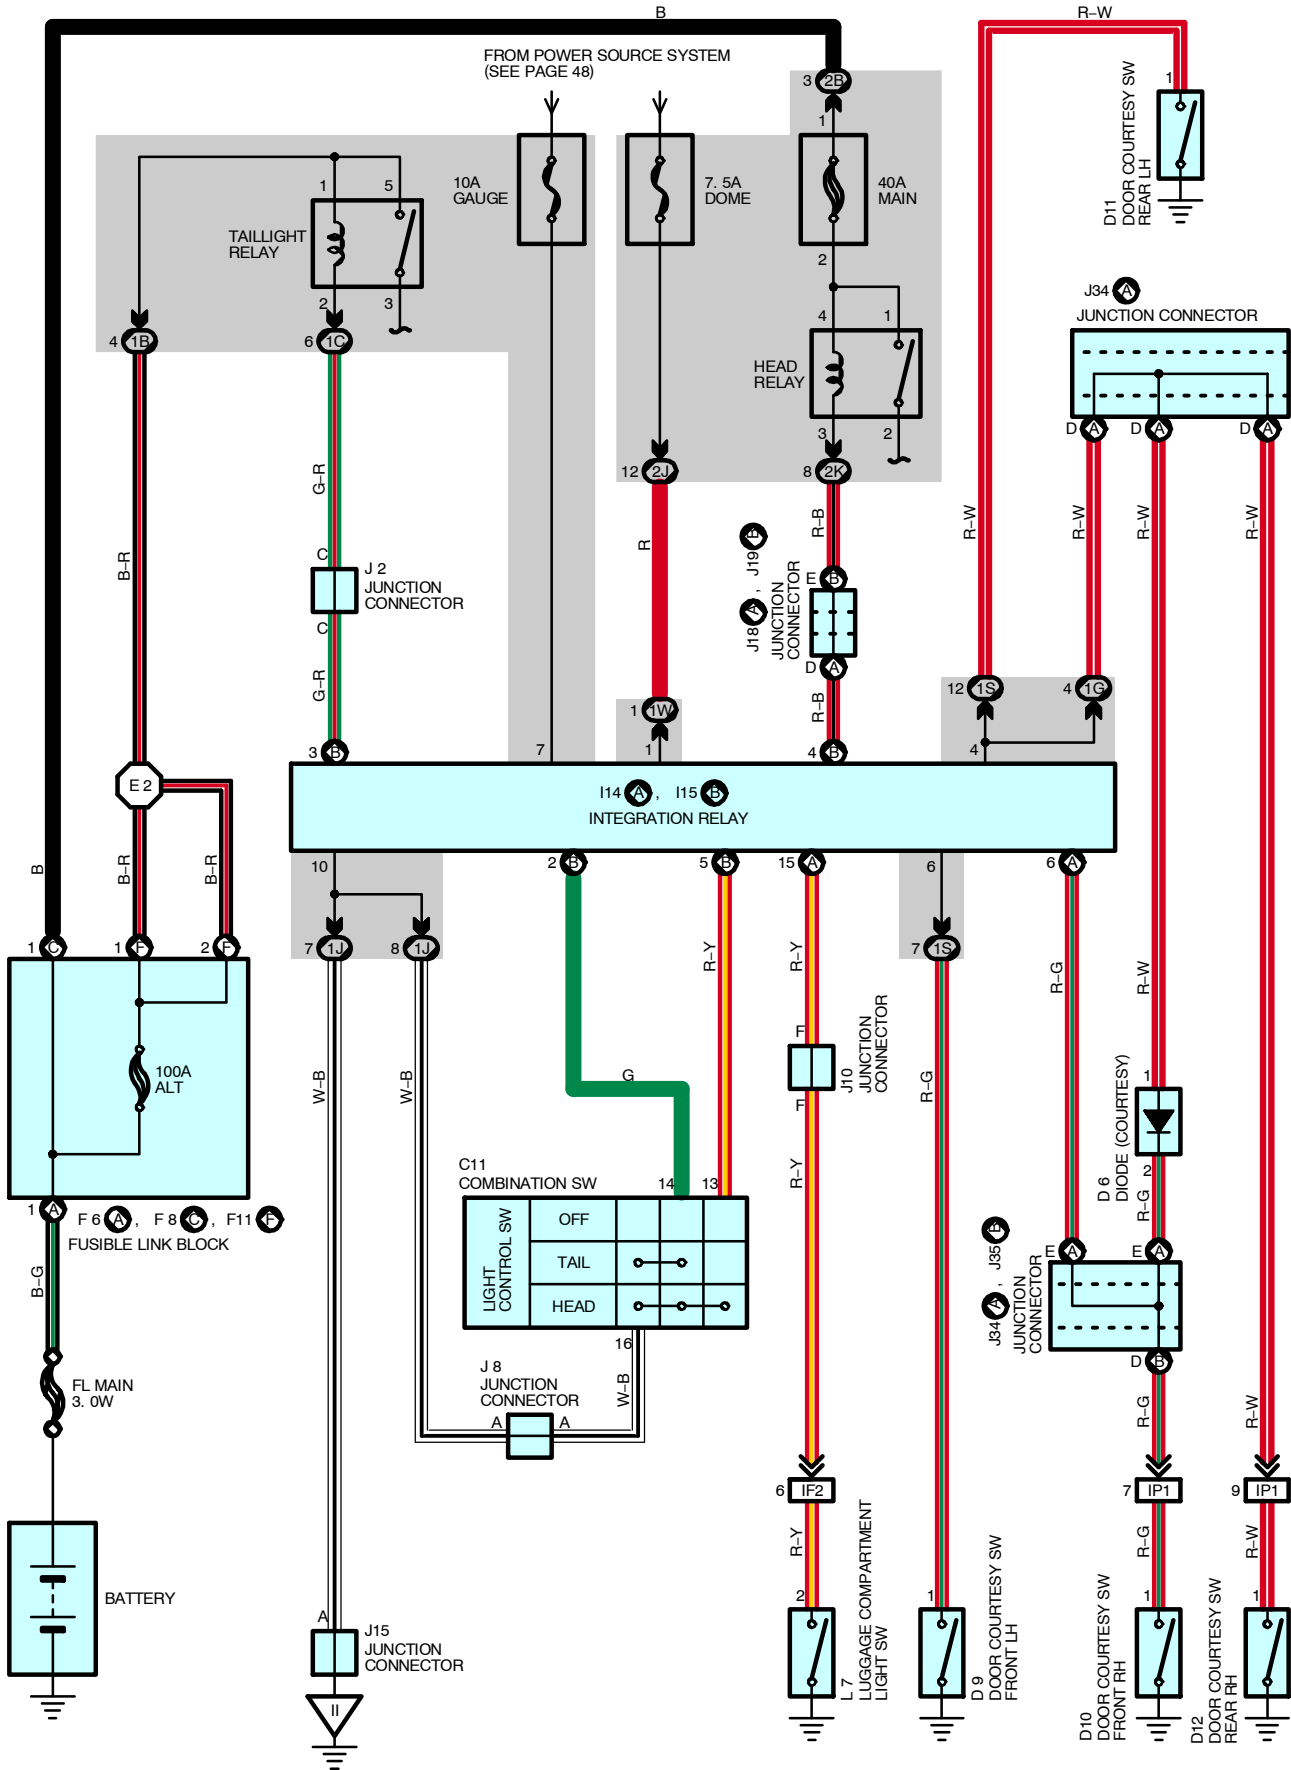 B
R–W
FROM POWER SOURCE SYSTEM
(SEE PAGE 48)
3 2B
1
1
DOOR COURTESY SW
REAR LH
D11
10A
GAUGE
7. 5A
DOME
40A
MAIN
1
5
TAILLIGHT
RELAY
2
3
2
J34 A
JUNCTION CONNECTOR
4 1B
6 1C
4
1
HEAD
RELAY
3
2
D A
D A
D A
12 2J
8 2K
G–R
R–B
R–W
R–W
R–W
R–W
B–R
R
C
J 2
JUNCTION
CONNECTOR
C
J18 A , J19 B
JUNCTION
CONNECTOR
E B
D A
G–R
R–B
12 1S
4 1G
1 1W
3 B
7
1
4 B
4
E 2
I14 A , I15 B
INTEGRATION RELAY
B
B–R
B–R
10
2 B
5 B
15 A
6
6 A
1 C
1 F
2 F
7 1J
8 1J
7 1S
R–Y
R–Y
R–G
R–W
100A
ALT
W–B
W–B
G
F
J10
JUNCTION
CONNECTOR
F
R–G
1
D 6
DIODE (COURTESY)
2
C11
COMBINATION SW
14
13
R–Y
R–G
1 A
F 6 A , F 8 C , F11 F
FUSIBLE LINK BLOCK
LIGHT
CONTROL SW
OFF
TAIL
HEAD
E A
E A
J34 A , J35 B
JUNCTION
CONNECTOR
B–G
16
D B
FL MAIN
3. 0W
J 8
JUNCTION
CONNECTOR
A
A
W–B
R–G
R–W
6 IF2
7 IP1
9 IP1
R–Y
R–G
R–W
BATTERY
2
L 7
LUGGAGE COMPARTMENT
LIGHT SW
1
D 9
DOOR COURTESY SW
FRONT LH
1
D10
DOOR COURTESY SW
FRONT RH
1
D12
DOOR COURTESY SW
REAR RH
A
J15
JUNCTION
CONNECTOR
II